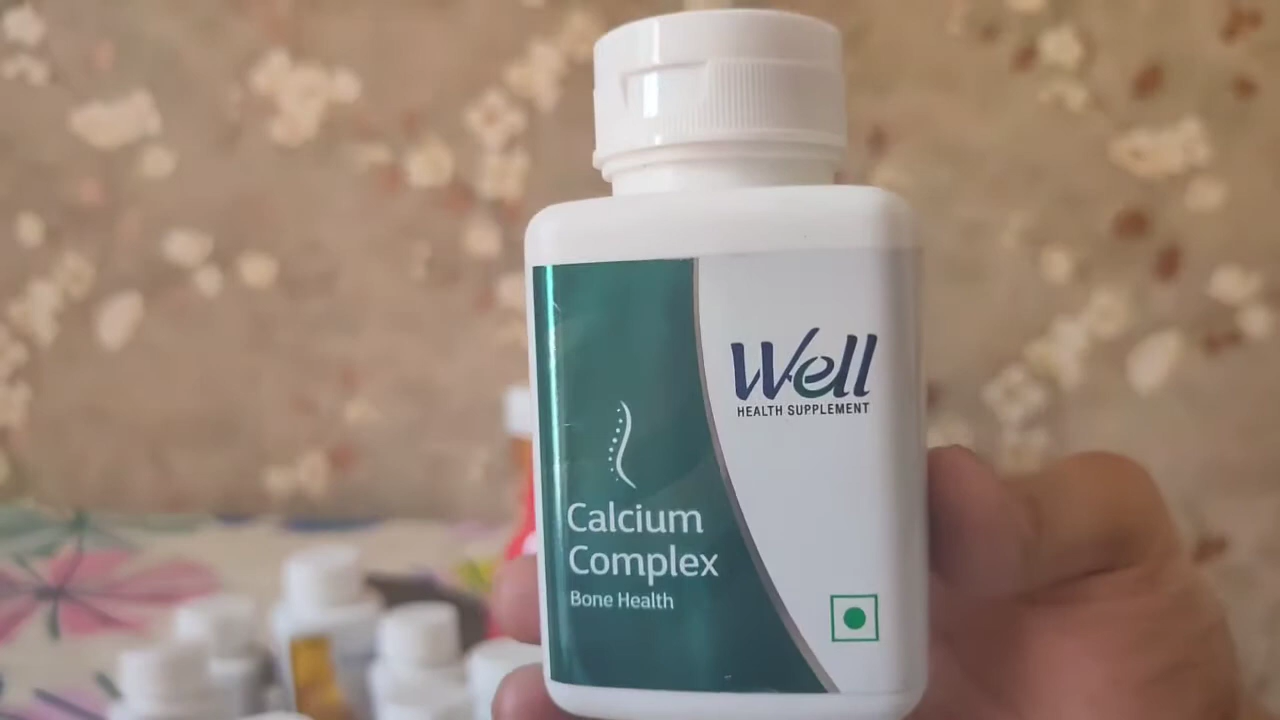 Well
HEALTH SUPPLEMENT
Calcium
Complex
Bone Health